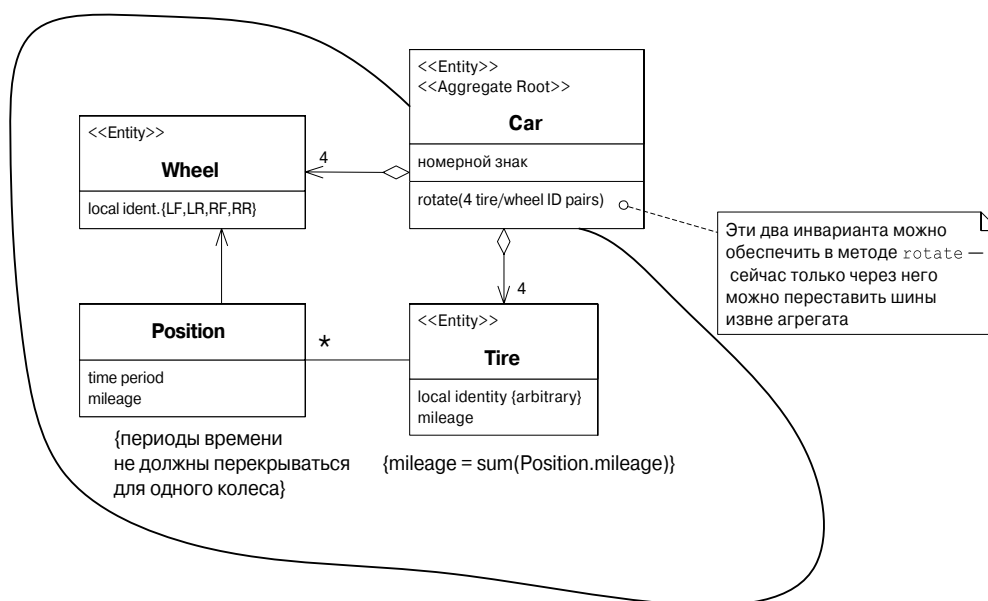 <<Entity>>
<<Aggregate Root>>
Car
номерной знак
rotate(4 tire/wheel ID pairs)
<<Entity>>
Wheel
local ident.{LF,LR,RF,RR}
4
Эти два инварианта можно
обеспечить в методе rotate —
сейчас только через него
можно переставить шины
извне агрегата
4
Position
time period
mileage
*
<<Entity>>
Tire
local identity {arbitrary}
mileage
{периоды времени
не должны перекрываться
для одного колеса}
{mileage = sum(Position.mileage)}